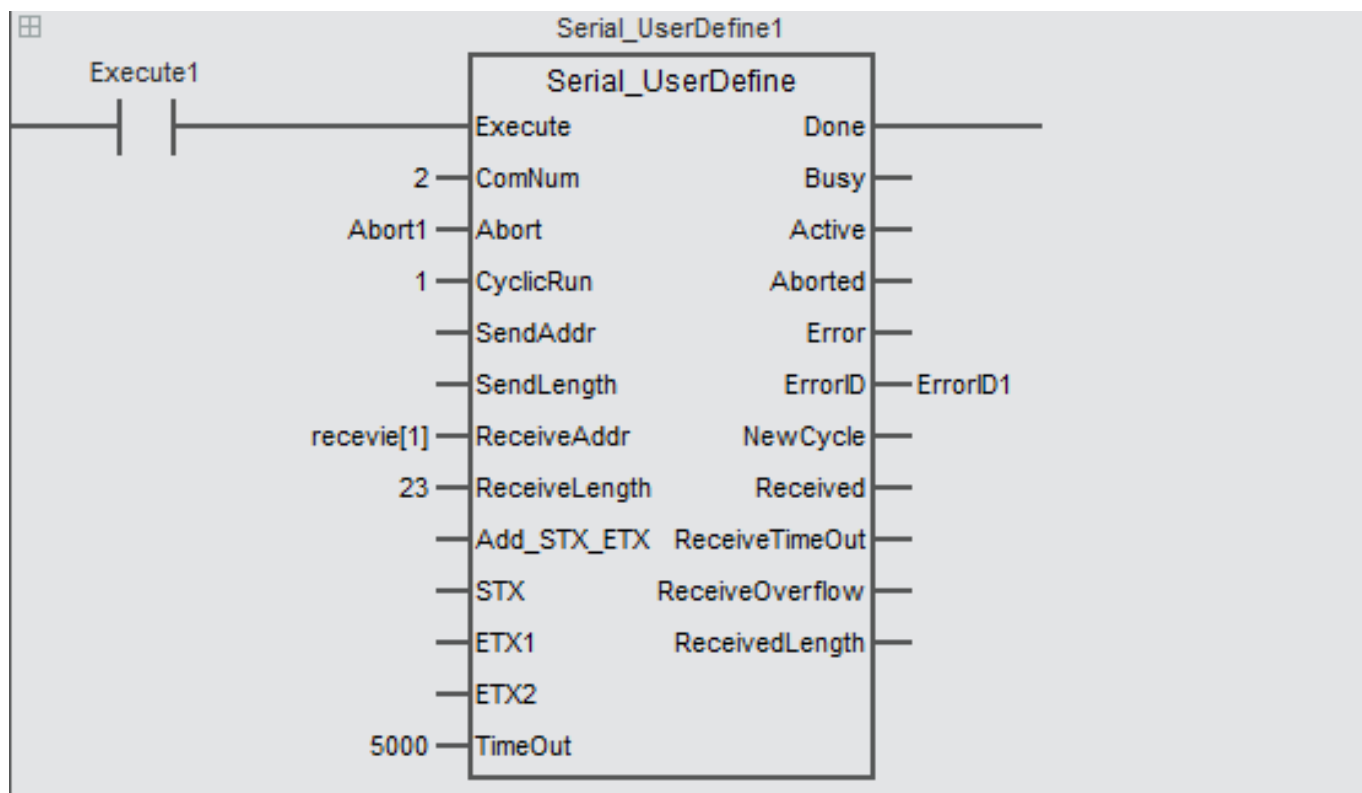 Serial_UserDefine1
Execute1
Serial_UserDefine
Execute Done
2 ComNum Busy
Abort1 Abort Active
1 CyclicRun Aborted
SendAddr Error
SendLength ErrorID ErrorID1
recevie[1] ReceiveAddr NewCycle
23 ReceiveLength Received
Add_STX_ETX ReceiveTimeOut
STX ReceiveOverflow
ETX1 ReceivedLength
ETX2
5000 TimeOut